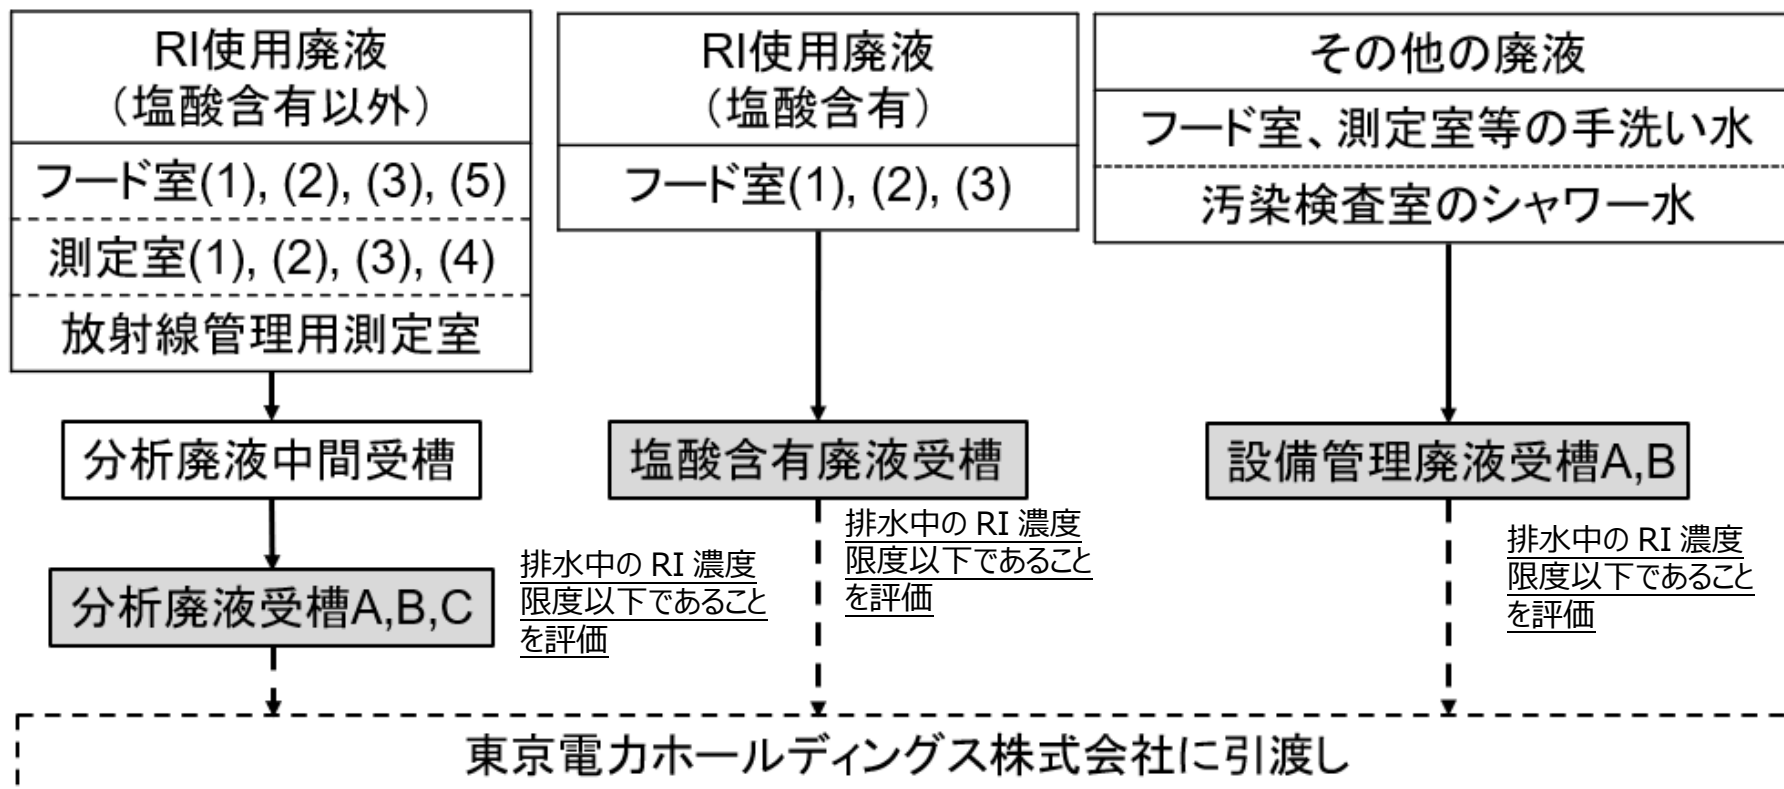 RI使用廃液
（塩酸含有以外）
フード室(1), (2), (3), (5)
測定室(1), (2), (3), (4)
放射線管理用測定室
分析廃液中間受槽
分析廃液受槽A,B,C
排水中の RI 濃度
限度以下であること
を評価
RI使用廃液
（塩酸含有）
フード室(1), (2), (3)
塩酸含有廃液受槽
排水中の RI 濃度
限度以下であること
を評価
その他の廃液
フード室、測定室等の手洗い水
汚染検査室のシャワー水
設備管理廃液受槽A,B
排水中の RI 濃度
限度以下であること
を評価
東京電力ホールディングス株式会社に引渡し